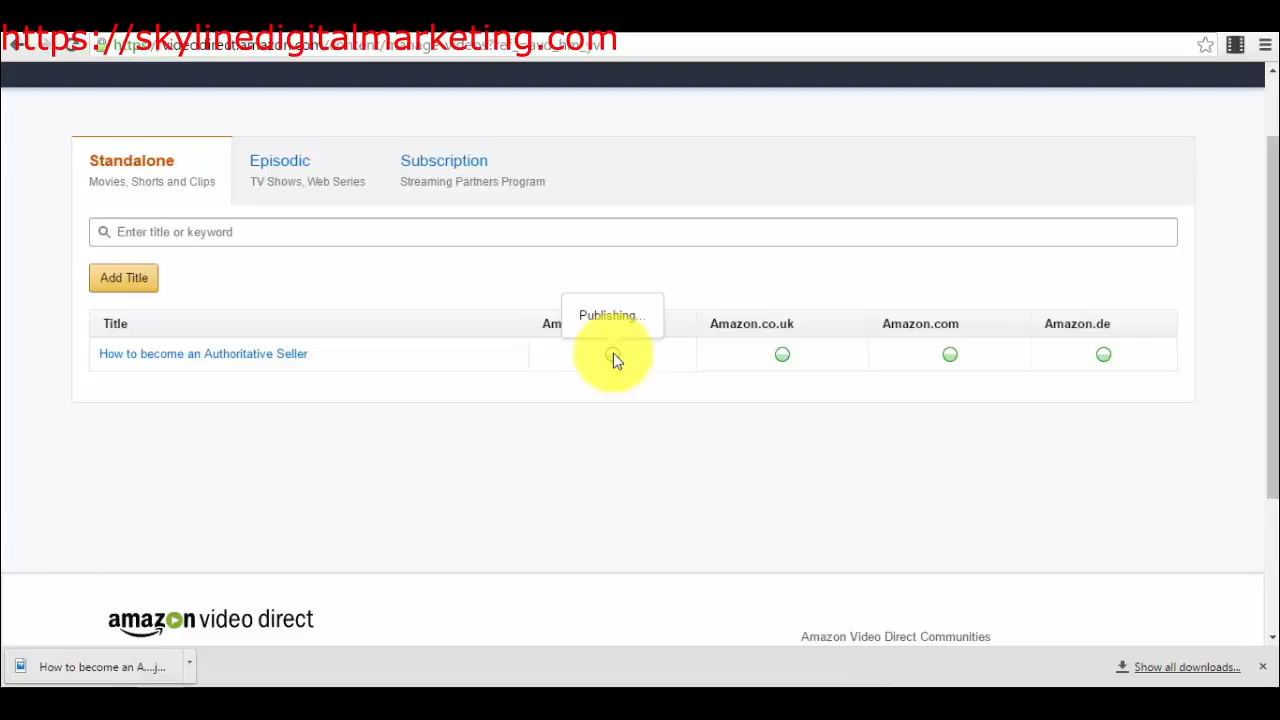 https://skylinedigitalmarketing.com
Standalone
Movies, Shorts and Clips
Episodic
TV Shows, Web Series
Subscription
Streaming Partners Program
Enter title or keyword
Add Title
Publishing...
Title
Amazon.co.uk
Amazon.com
Amazon.de
How to become an Authoritative Seller
amazon video direct
Amazon Video Direct Communities
How to become an A....j...
Show all downloads...